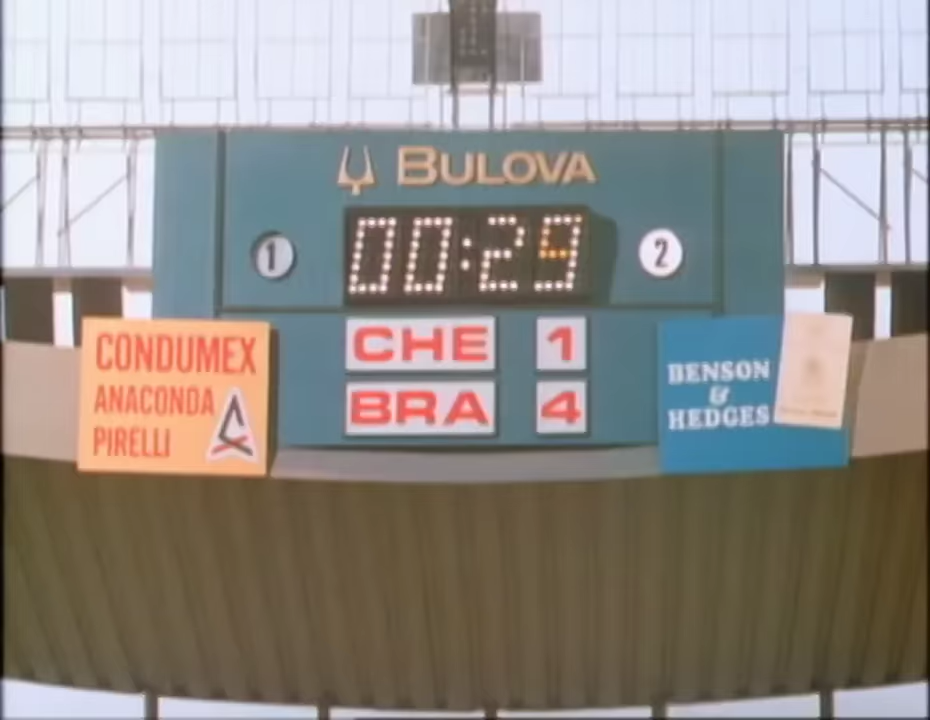 BULOVA
1
00:29
2
CHE 1
BRA 4
CONDUMEX
ANACONDA
PIRELLI
BENSON
&
HEDGES